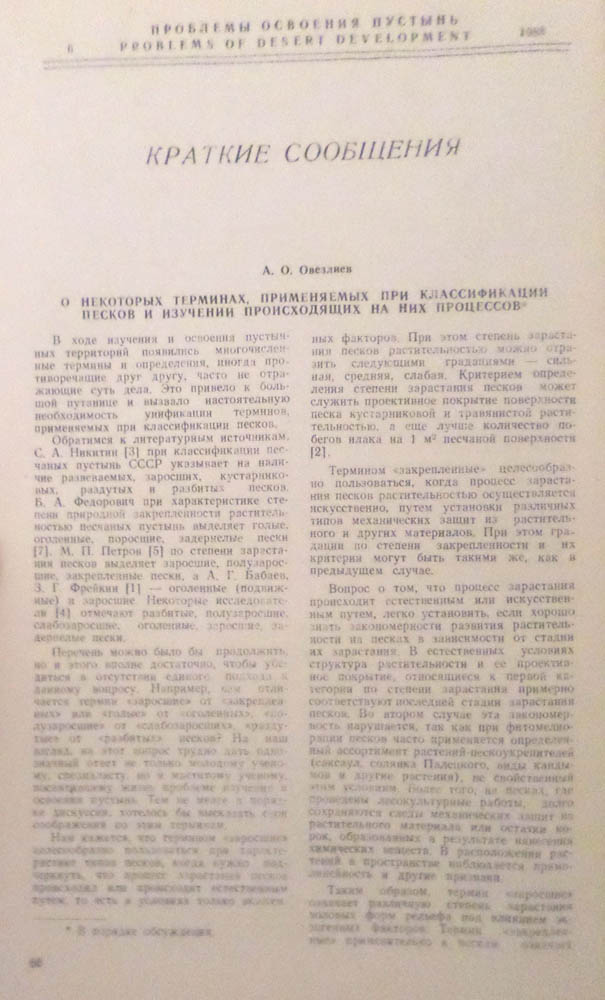 ПРОБЛЕМЫ ОСВОЕНИЯ ПУСТЫНЬ
6 PROBLEMS OF DESERT DEVELOPMENT 1988
КРАТКИЕ СООБЩЕНИЯ
А. О. Овезлиев
О НЕКОТОРЫХ ТЕРМИНАХ, ПРИМЕНЯЕМЫХ ПРИ КЛАССИФИКАЦИИ
ПЕСКОВ И ИЗУЧЕНИИ ПРОИСХОДЯЩИХ НА НИХ ПРОЦЕССОВ*
В ходе изучения и освоения пустын-
ных территорий появились многочислен-
ные термины и определения, иногда про-
тиворечащие друг другу, часто не отра-
жающие суть дела. Это привело к боль-
шой путанице и вызвало настоятельную
необходимость унификации терминов,
применяемых при классификации песков.
Обратимся к литературным источникам.
С. А. Никитин [3] при классификации пес-
чаных пустынь СССР указывает на нали-
чие развеваемых, заросших, кустарнико-
вых, раздутых и разбитых песков.
Б. А. Федорович при характеристике сте-
пени природной закрепленности раститель-
ностью песчаных пустынь выделяет голые,
оголенные, поросшие, задернелые пески
[7]. М. П. Петров [5] по степени зараста-
ния песков выделяет заросшие, полузарос-
шие, закрепленные пески, а А. Г. Бабаев,
З. Г. Фрейкин [1] — оголенные (подвиж-
ные) и заросшие Некоторые исследовате-
ли [4] отмечают разбитые, полузаросшие,
слабозаросшие, оголенные, заросшие, за-
дернелые пески.
Перечень можно было бы продолжить,
но и этого вполне достаточно, чтобы убе-
диться в отсутствии единого подхода к
данному вопросу. Например, чем отли-
чается термин «заросшие» от «закреплен-
ных» или «голые» от «оголенных», «по-
лузаросшие» от «слабозаросших», «разду-
тые» от «разбитых» песков? На наш
взгляд, на этот вопрос трудно дать одно-
значный ответ не только молодому учено-
му, специалисту, но и маститому ученому,
посвятившему жизнь проблеме изучения и
освоения пустынь. Тем не менее в поряд-
ке дискуссии, хотелось бы высказать свои
соображения по этим терминам.
Нам кажется, что термином «заросшие»
целесообразно пользоваться при характе-
ристике типов песков, когда нужно под-
черкнуть, что процесс зарастания песков
происходил или происходит естественным
путем, то есть в условиях только
* В порядке обсуждения.
66
ных факторов. При этом степень зараста-
ния песков растительностью можно отра-
зить следующими градациями — силь-
ная, средняя, слабая. Критерием опреде-
ления степени зарастания песков может
служить проективное покрытие поверхности
песка кустарниковой и травянистой расти-
тельностью, а еще лучше количество по-
бегов илака на 1 м² песчаной поверхности
[2].
Термином «закрепленные» целесообраз-
но пользоваться, когда процесс зараста-
ния песков растительностью осуществляется
искусственно, путем установки различных
типов механических защит из раститель-
ного и других материалов. При этом гра-
дации по степени закрепленности и их
критерии могут быть такими же, как в
предыдущем случае.
Вопрос о том, что процесс зарастания
происходит естественным или искусствен-
ным путем, легко установить, если хорошо
знать закономерности развития раститель-
ности на песках в зависимости от стадии
их зарастания. В естественных условиях
структура растительности и ее проектив-
ное покрытие, относящиеся к первой ка-
тегории по степени зарастания примерно
соответствуют последней стадии зарастания
песков. Во втором случае эта закономер-
ность нарушается, так как при фитомелио-
рации песков часто применяется определен-
ный ассортимент растений-пескоукрепителей
(саксаул, солянка Палецкого, виды канды-
мов и другие растения), не свойственный
этим условиям. Более того, на песках, где
проведены лесокультурные работы, долго
сохраняются следы механических защит из
растительного материала или остатки ко-
рок, образованных в результате нанесения
химических веществ. В расположении рас-
тений в пространстве наблюдается прямо-
линейность и другие признаки.
Таким образом, термин «заросшие»
означает различную степень зарастания
эоловых форм рельефа под влиянием эк-
зогенных факторов. Термин «закреплен-
ные» применительно к пескам означает